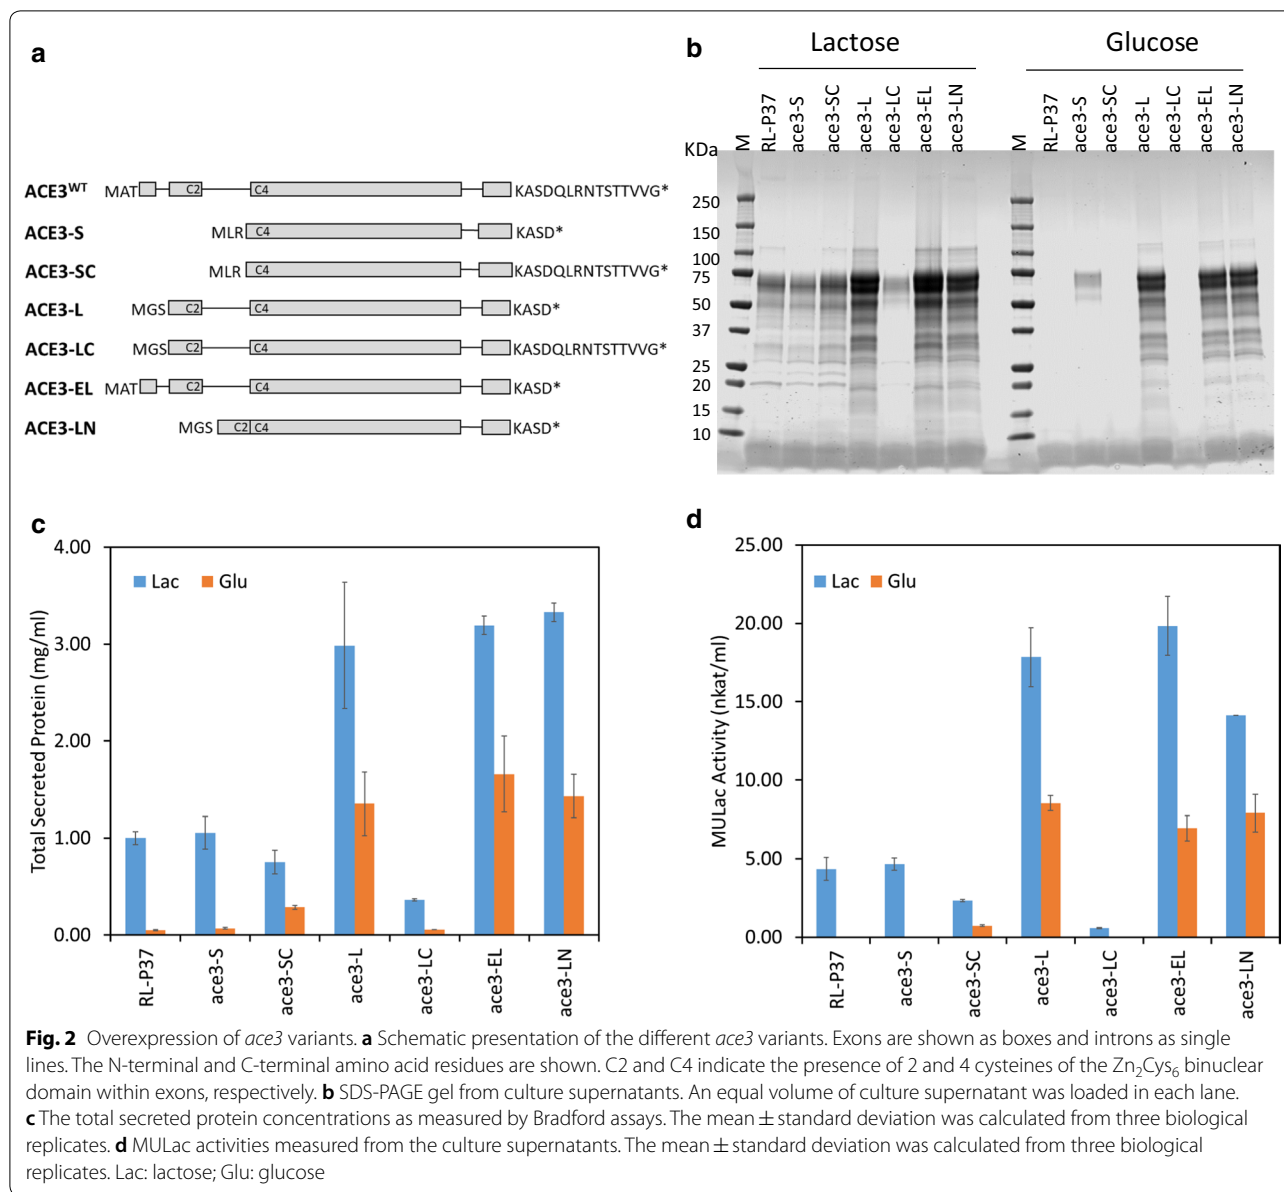 a
ACE3WT MAT C2 C4 KASDQLRNTSTTVVG*
ACE3-S MLR C4 KASD*
ACE3-SC MLR C4 KASDQLRNTSTTVVG*
ACE3-L MGS C2 C4 KASD*
ACE3-LC MGS C2 C4 KASDQLRNTSTTVVG*
ACE3-EL MAT C2 C4 KASD*
ACE3-LN MGS C2 C4 KASD*
b
Lactose Glucose
M RL-P37 ace3-S ace3-SC ace3-L ace3-LC ace3-EL ace3-LN M RL-P37 ace3-S ace3-SC ace3-L ace3-LC ace3-EL ace3-LN
KDa
250
150
100
75
50
37
25
20
15
10
c
Total Secreted Protein (mg/ml)
4.00
3.00
2.00
1.00
0.00
Lac Glu
RL-P37 ace3-S ace3-SC ace3-L ace3-LC ace3-EL ace3-LN
d
MULac Activity (nkat/ml)
25.00
20.00
15.00
10.00
5.00
0.00
Lac Glu
RL-P37 ace3-S ace3-SC ace3-L ace3-LC ace3-EL ace3-LN
Fig. 2 Overexpression of ace3 variants. a Schematic presentation of the different ace3 variants. Exons are shown as boxes and introns as single
lines. The N-terminal and C-terminal amino acid residues are shown. C2 and C4 indicate the presence of 2 and 4 cysteines of the Zn₂Cys₆ binuclear
domain within exons, respectively. b SDS-PAGE gel from culture supernatants. An equal volume of culture supernatant was loaded in each lane.
c The total secreted protein concentrations as measured by Bradford assays. The mean ± standard deviation was calculated from three biological
replicates. d MULac activities measured from the culture supernatants. The mean ± standard deviation was calculated from three biological
replicates. Lac: lactose; Glu: glucose